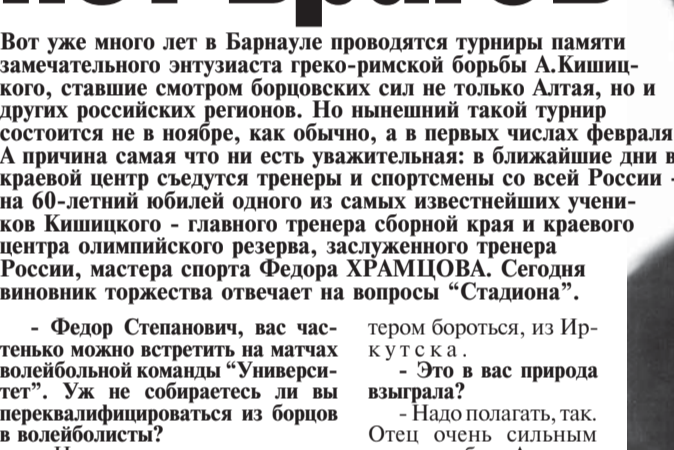 Вот уже много лет в Барнауле проводятся турниры памяти
замечательного энтузиаста греко-римской борьбы А.Кишиц-
кого, ставшие смотром борцовских сил не только Алтая, но и
других российских регионов. Но нынешний такой турнир
состоится не в ноябре, как обычно, а в первых числах февраля
А причина самая что ни есть уважительная: в ближайшие дни в
краевой центр съедутся тренеры и спортсмены со всей России -
на 60-летний юбилей одного из самых известнейших учени-
ков Кишицкого - главного тренера сборной края и краевого
центра олимпийского резерва, заслуженного тренера
России, мастера спорта Федора ХРАМЦОВА. Сегодня
виновник торжества отвечает на вопросы “Стадиона”.
- Федор Степанович, вас час-
тенько можно встретить на матчах
волейбольной команды “Универси-
тет”. Уж не собираетесь ли вы
переквалифицироваться из борцов
в волейболисты?
тером бороться, из Ир-
кутска.
- Это в вас природа
взыграла?
- Надо полагать, так.
Отец очень сильным